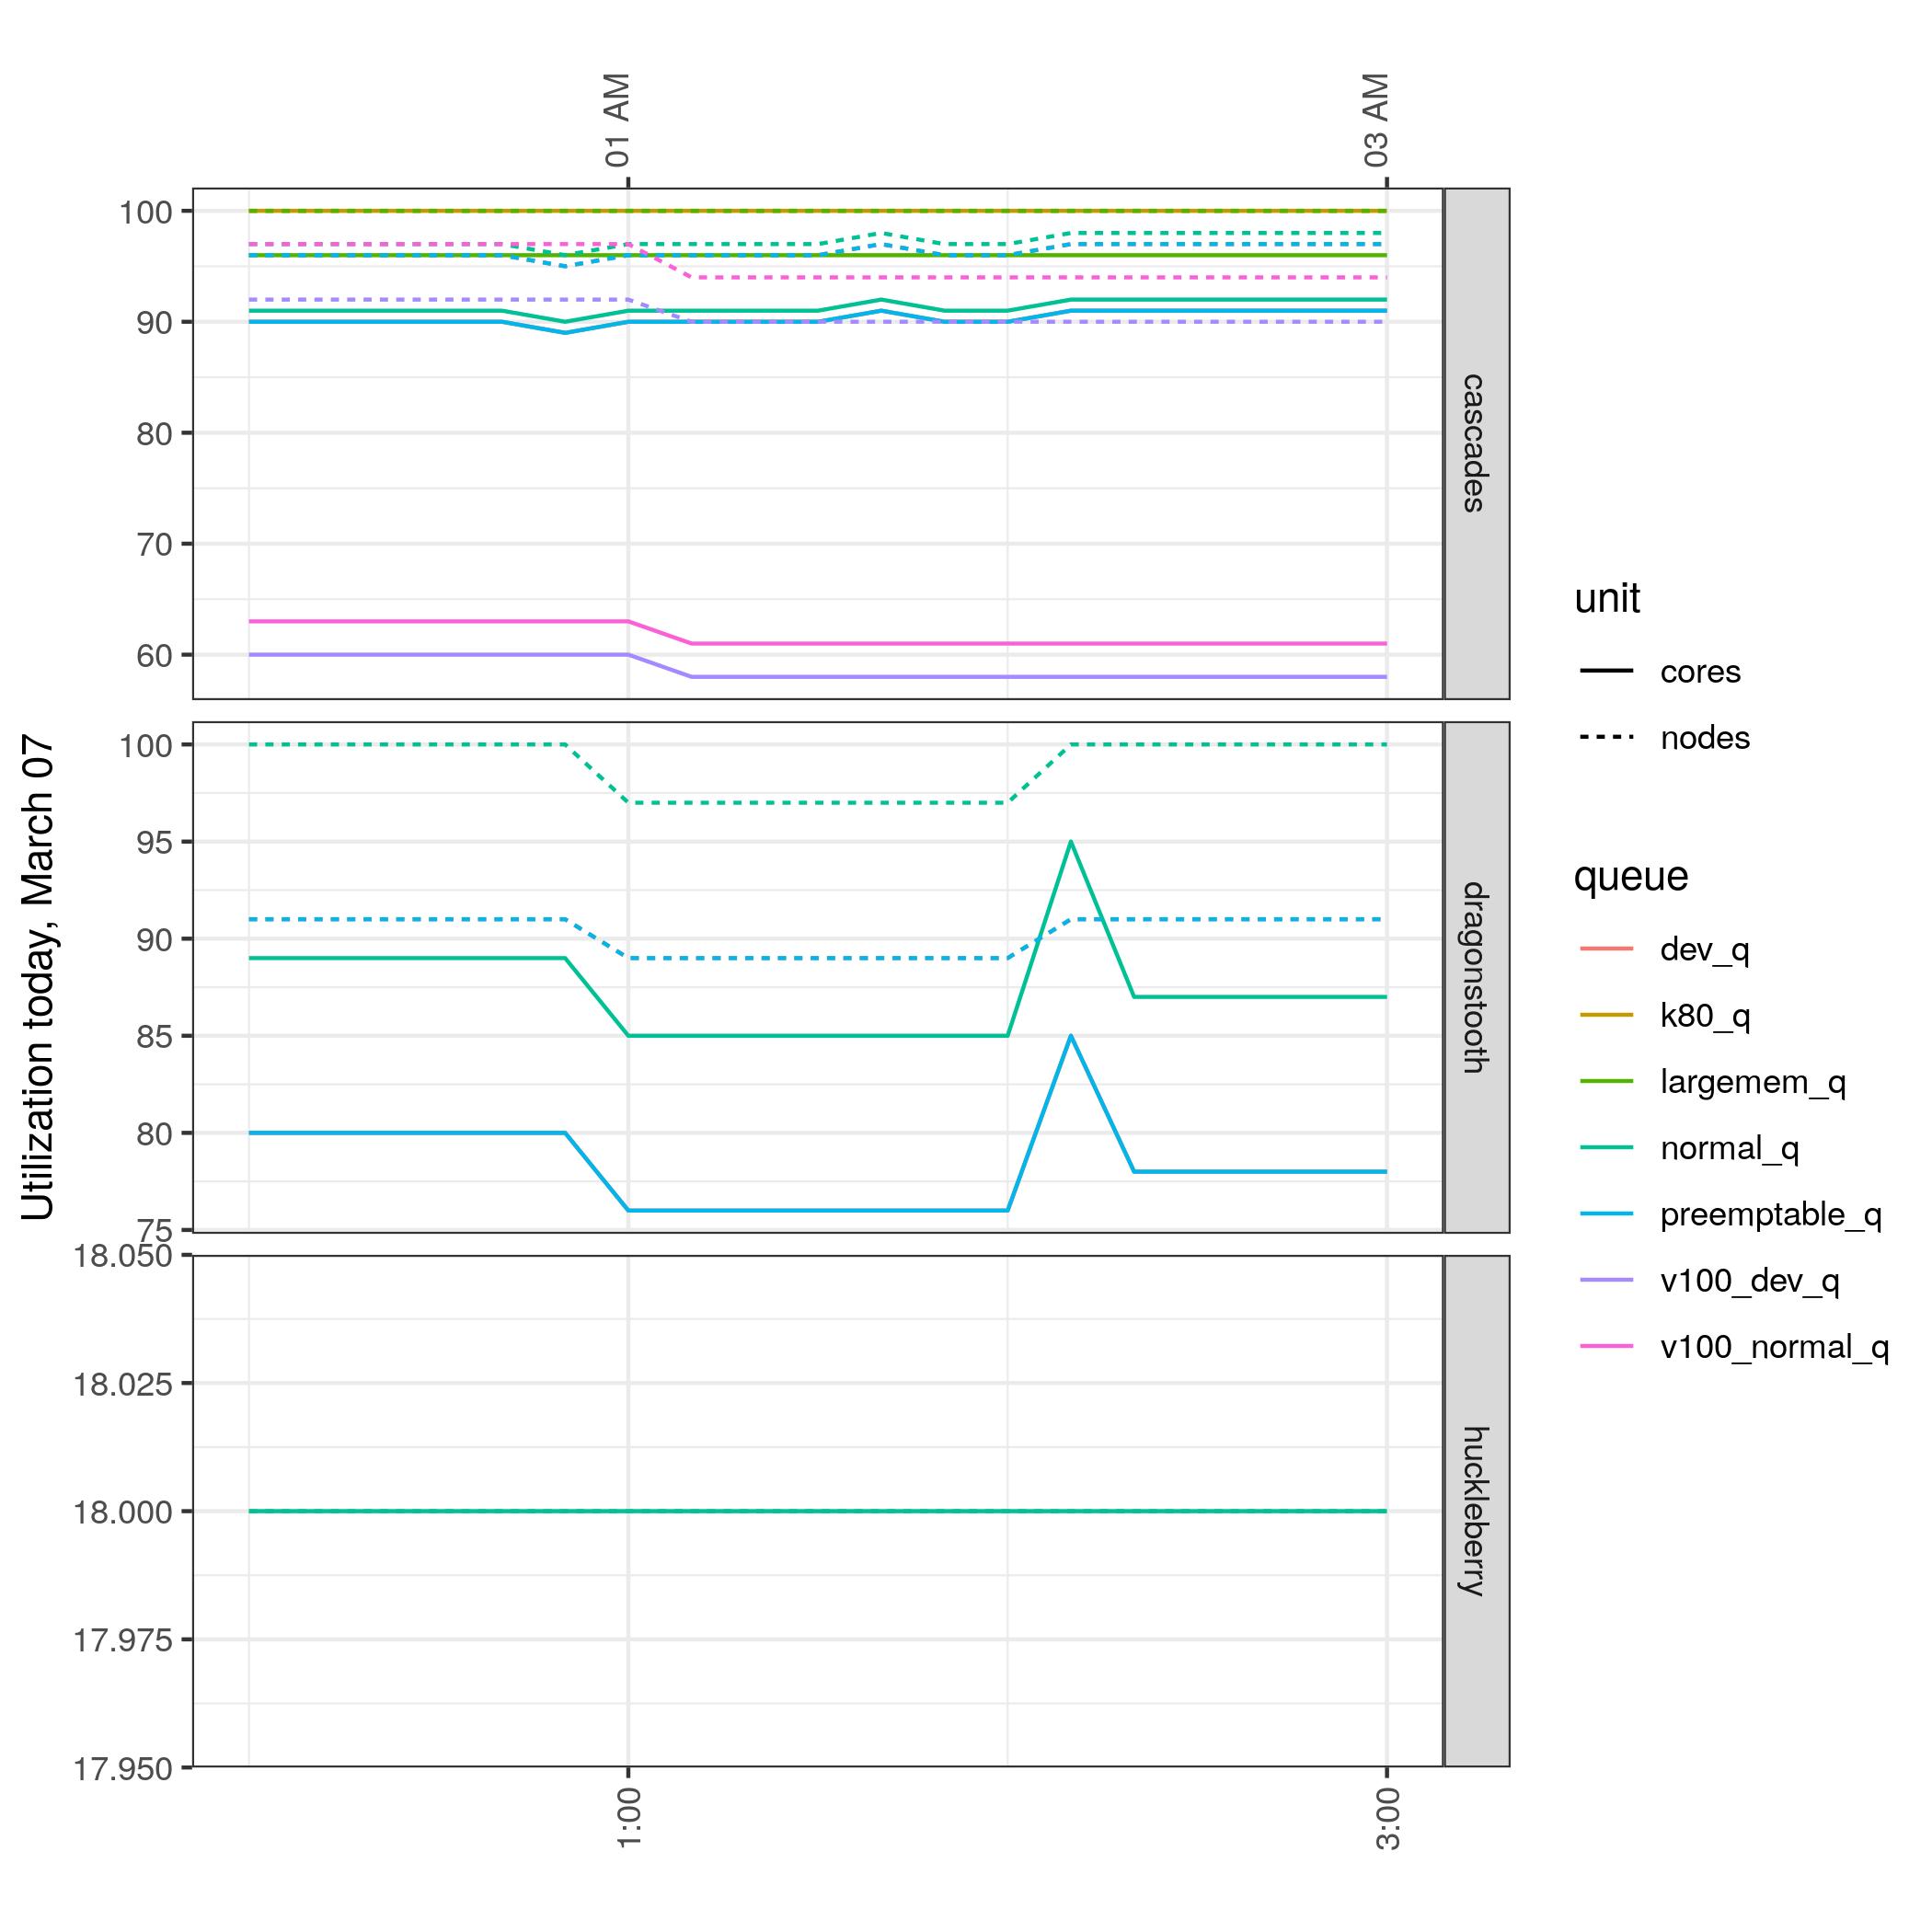 01 AM
03 AM
100
90
80
70
60
cascades
Utilization today, March 07
100
95
90
85
80
75
dragonstooth
18.050
18.025
18.000
17.975
17.950
huckleberry
1:00
3:00
unit
cores
nodes
queue
dev_q
k80_q
largemem_q
normal_q
preemptable_q
v100_dev_q
v100_normal_q